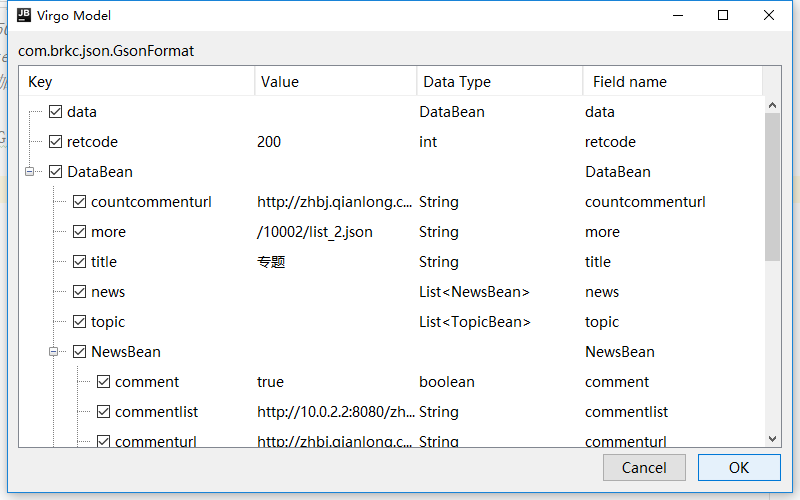 Virgo Model
com.brkc.json.GsonFormat
Key Value Data Type Field name
data DataBean data
retcode 200 int retcode
DataBean DataBean
countcommenturl http://zhbj.qianlong.c... String countcommenturl
more /10002/list_2.json String more
title 专题 String title
news List<NewsBean> news
topic List<TopicBean> topic
NewsBean NewsBean
comment true boolean comment
commentlist http://10.0.2.2:8080/zh... String commentlist
commenturl http://zhbj.qianlong.c... String commenturl
Cancel OK